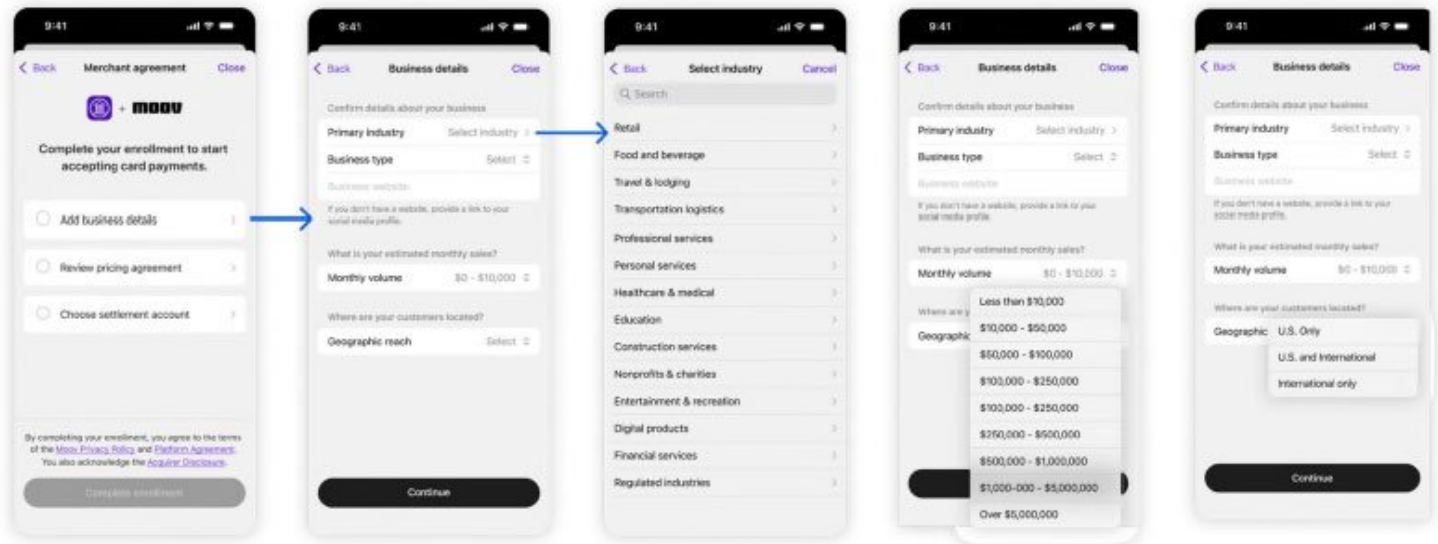 9:41
Back Merchant agreement Close
+ moov
Complete your enrollment to start
accepting card payments.
Add business details
Review pricing agreement
Choose settlement account
By completing your enrollment, you agree to the terms
of the Moov Privacy Policy and Platform Agreement.
You also acknowledge the Acquirer Disclosure.
Complete enrollment
9:41
Back Business details Close
Confirm details about your business
Primary industry Select industry
Business type Select
Business website
If you don't have a website, provide a link to your
social media profile.
What is your estimated monthly sales?
Monthly volume $0 - $10,000
Where are your customers located?
Geographic reach Select
Continue
9:41
Back Select industry Cancel
Search
Retail
Food and beverage
Travel & lodging
Transportation logistics
Professional services
Personal services
Healthcare & medical
Education
Construction services
Nonprofits & charities
Entertainment & recreation
Digital products
Financial services
Regulated industries
9:41
Back Business details Close
Confirm details about your business
Primary industry Select industry
Business type Select
Business website
If you don't have a website, provide a link to your
social media profile.
What is your estimated monthly sales?
Monthly volume $0 - $10,000
Where are y
Geographic
Less than $10,000
$10,000 - $50,000
$50,000 - $100,000
$100,000 - $250,000
$100,000 - $250,000
$250,000 - $500,000
$500,000 - $1,000,000
$1,000-000 - $5,000,000
Over $5,000,000
9:41
Back Business details Close
Confirm details about your business
Primary industry Select industry
Business type Select
Business website
If you don't have a website, provide a link to your
social media profile.
What is your estimated monthly sales?
Monthly volume $0 - $10,000
Where are your customers located?
Geographic
U.S. Only
U.S. and International
International only
Continue